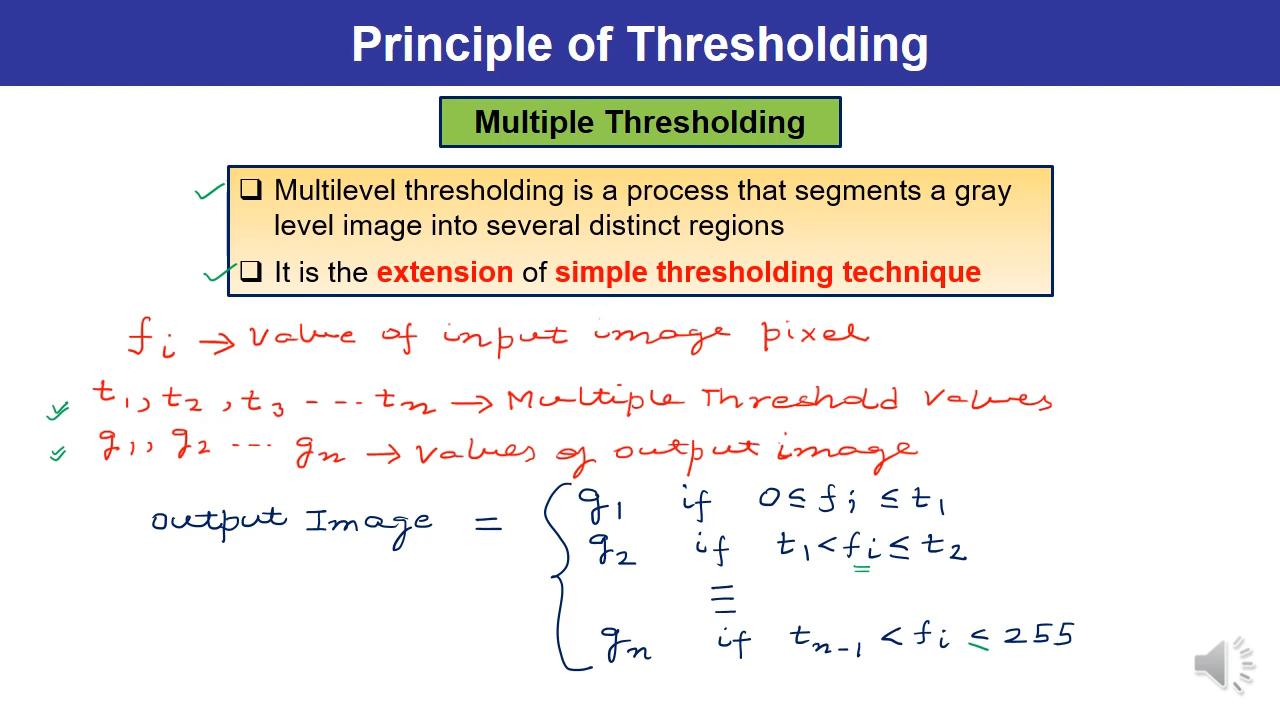 Principle of Thresholding
Multiple Thresholding
❑ Multilevel thresholding is a process that segments a gray
level image into several distinct regions
❑ It is the extension of simple thresholding technique
fi → value of input image pixel
t1, t2, t3 --- ... tn → Multiple Threshold values
g1, g2 -- ... gn → values of output image
output Image = { g1 if 0 ≤ fi ≤ t1
g2 if t1 < fi ≤ t2
gn if tn-1 < fi ≤ 255